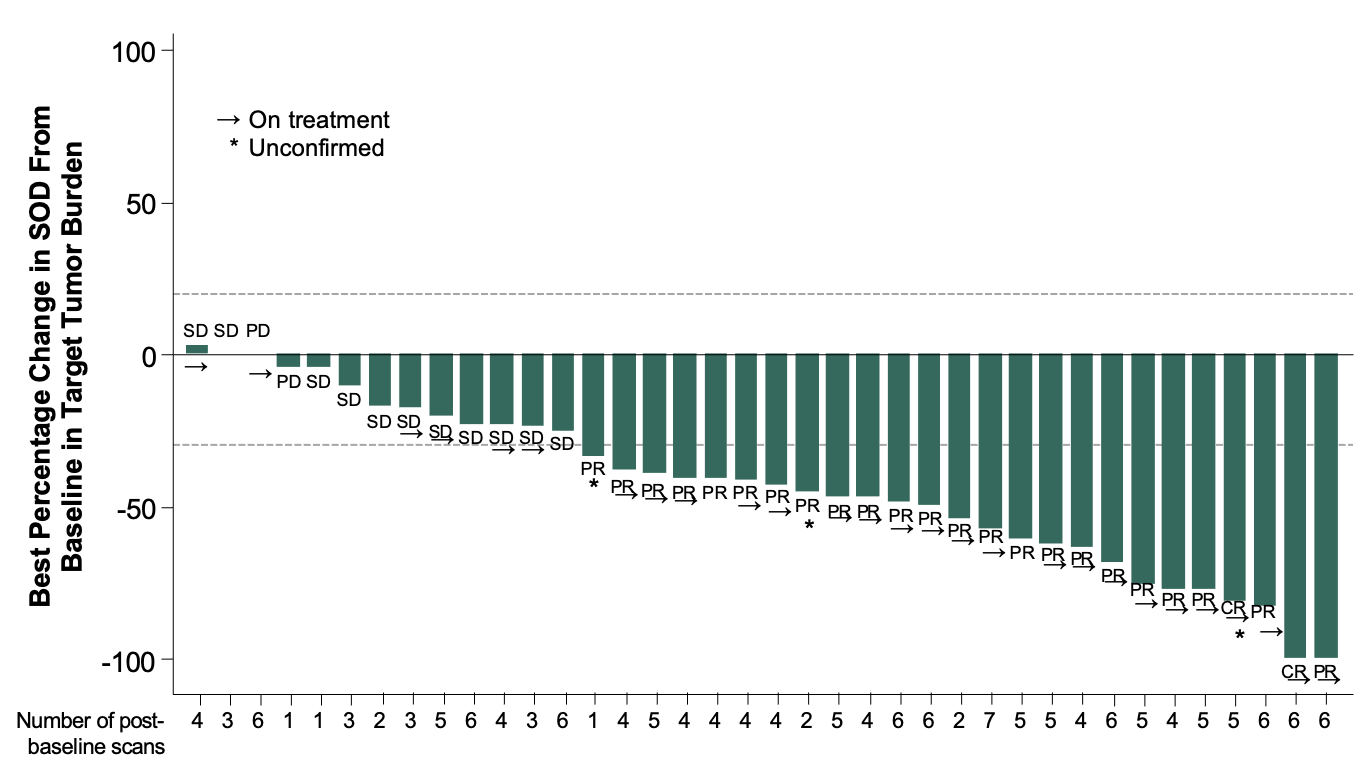 100
50
0
-50
-100
Best Percentage Change in SOD From
Baseline in Target Tumor Burden
→ On treatment
* Unconfirmed
SD SD PD
→ → PD SD
SD
SD SD → SD → SD SD → SD → SD
PR * PR → PR → PR → PR PR → PR → PR * PR → PR → PR → PR → PR → PR → PR PR → PR → PR → PR → PR → PR → CR → * PR → CR → PR →
Number of post-
baseline scans
4 3 6 1 1 3 2 3 5 6 4 3 6 1 4 5 4 4 4 4 2 5 4 6 6 2 7 5 5 4 6 5 4 5 5 6 6 6